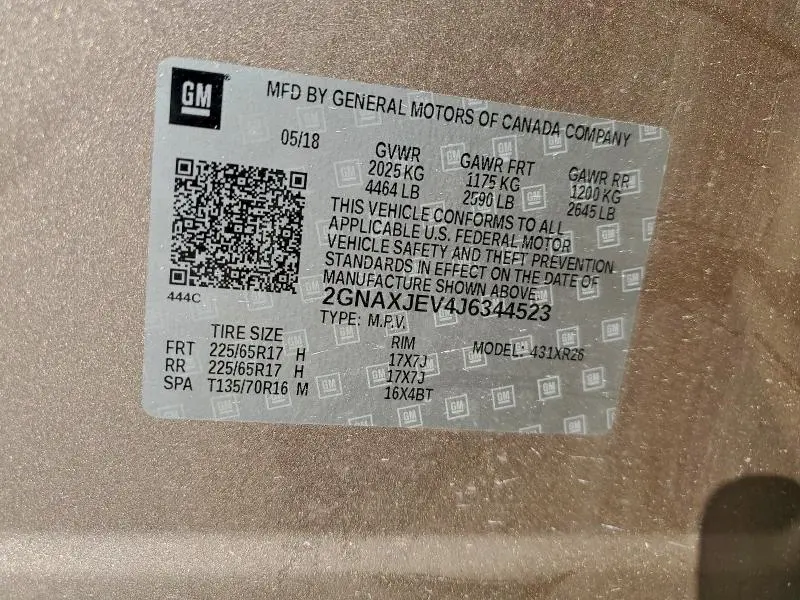 GM
MFD BY GENERAL MOTORS OF CANADA COMPANY
05/18
GVWR GAWR FRT GAWR RR
2025 KG 1175 KG 1200 KG
4464 LB 2590 LB 2645 LB
THIS VEHICLE CONFORMS TO ALL
APPLICABLE U.S. FEDERAL MOTOR
VEHICLE SAFETY AND THEFT PREVENTION
STANDARDS IN EFFECT ON THE DATE OF
MANUFACTURE SHOWN ABOVE.
2GNAXJEV4J6344523
444C
TYPE: M.P.V.
MODEL: 431XR26
TIRE SIZE RIM
FRT 225/65R17 H 17X7J
RR 225/65R17 H 17X7J
SPA T135/70R16 M 16X4BT